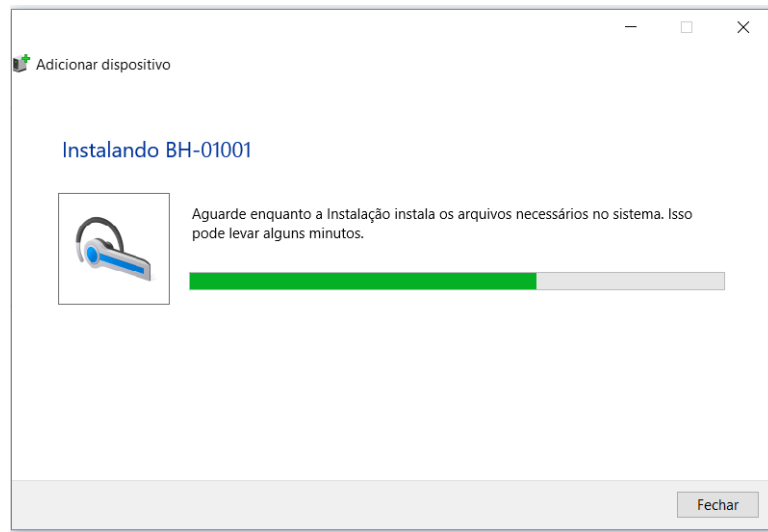 Adicionar dispositivo
Instalando BH-01001
Aguarde enquanto a Instalação instala os arquivos necessários no sistema. Isso
pode levar alguns minutos.
Fechar